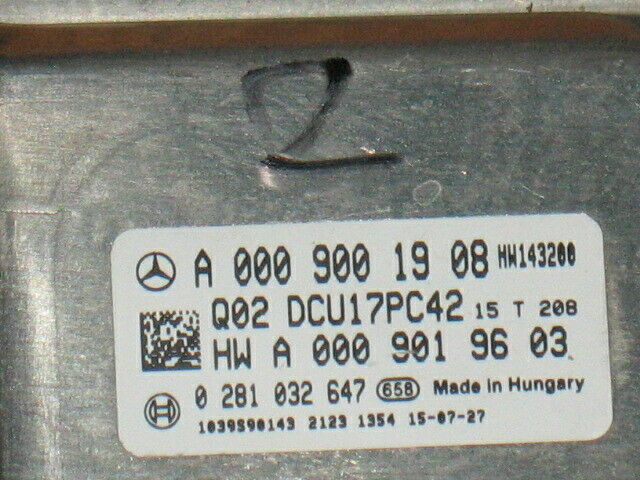 2
A 000 900 19 08 HW143200
Q02 DCU17PC42 15 T 208
HW A 000 901 96 03
0 281 032 647 658 Made in Hungary
1039S90143 2123 1354 15-07-27